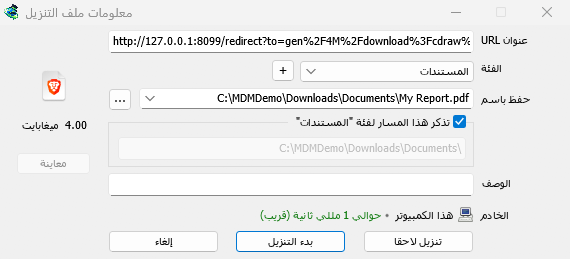 معلومات ملف التنزيل
عنوان URL
http://127.0.0.1:8099/redirect?to=gen%2F4M%2Fdownload%3Fcdraw%
الفئة
المستندات
+
حفظ باسم
C:\MDMDemo\Downloads\Documents\My Report.pdf
...
تذكر هذا المسار لفئة "المستندات"
C:\MDMDemo\Downloads\Documents\
4.00 ميغابايت
معاينة
الوصف
الخادم
هذا الكمبيوتر • حوالي 1 مللي ثانية (قريب)
تنزيل لاحقا
بدء التنزيل
إلغاء